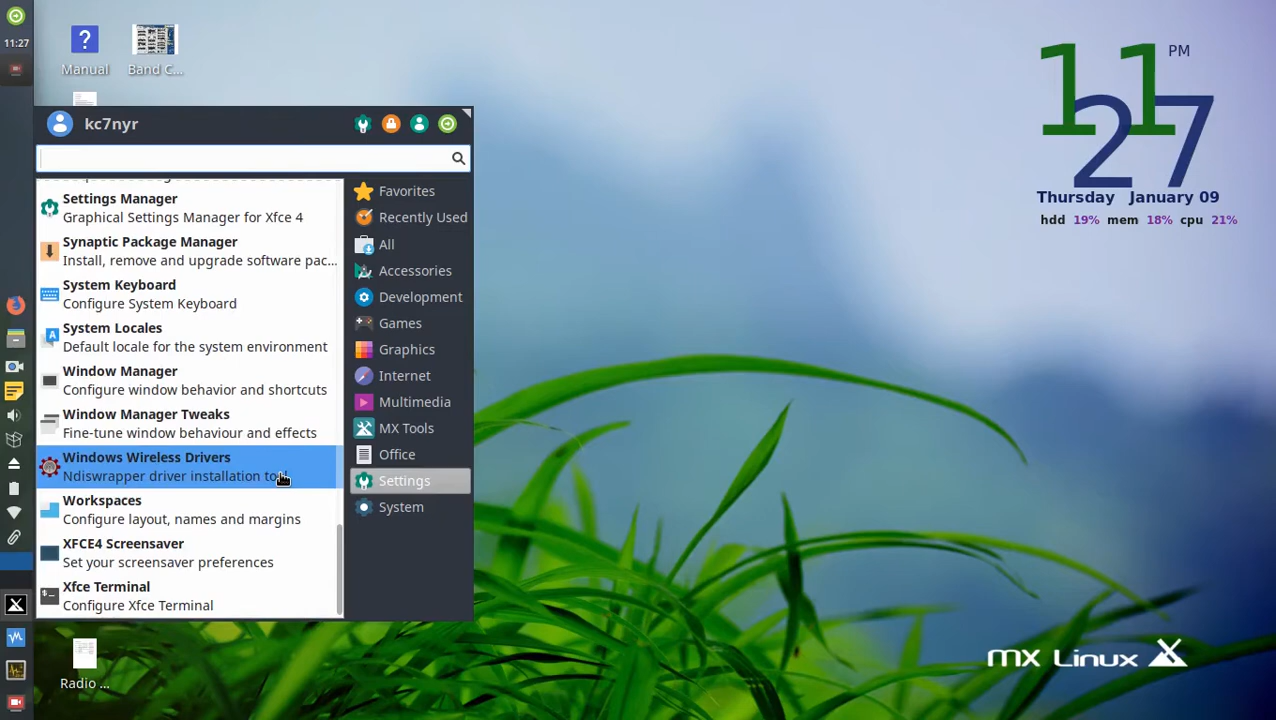 11:27
Manual
Band C...
kc7nyr
Settings Manager
Graphical Settings Manager for Xfce 4
Synaptic Package Manager
Install, remove and upgrade software pac...
System Keyboard
Configure System Keyboard
System Locales
Default locale for the system environment
Window Manager
Configure window behavior and shortcuts
Window Manager Tweaks
Fine-tune window behaviour and effects
Windows Wireless Drivers
Ndiswrapper driver installation tool
Workspaces
Configure layout, names and margins
XFCE4 Screensaver
Set your screensaver preferences
Xfce Terminal
Configure Xfce Terminal
Favorites
Recently Used
All
Accessories
Development
Games
Graphics
Internet
Multimedia
MX Tools
Office
Settings
System
Radio ...
11 PM
27
Thursday January 09
hdd 19% mem 18% cpu 21%
MX Linux